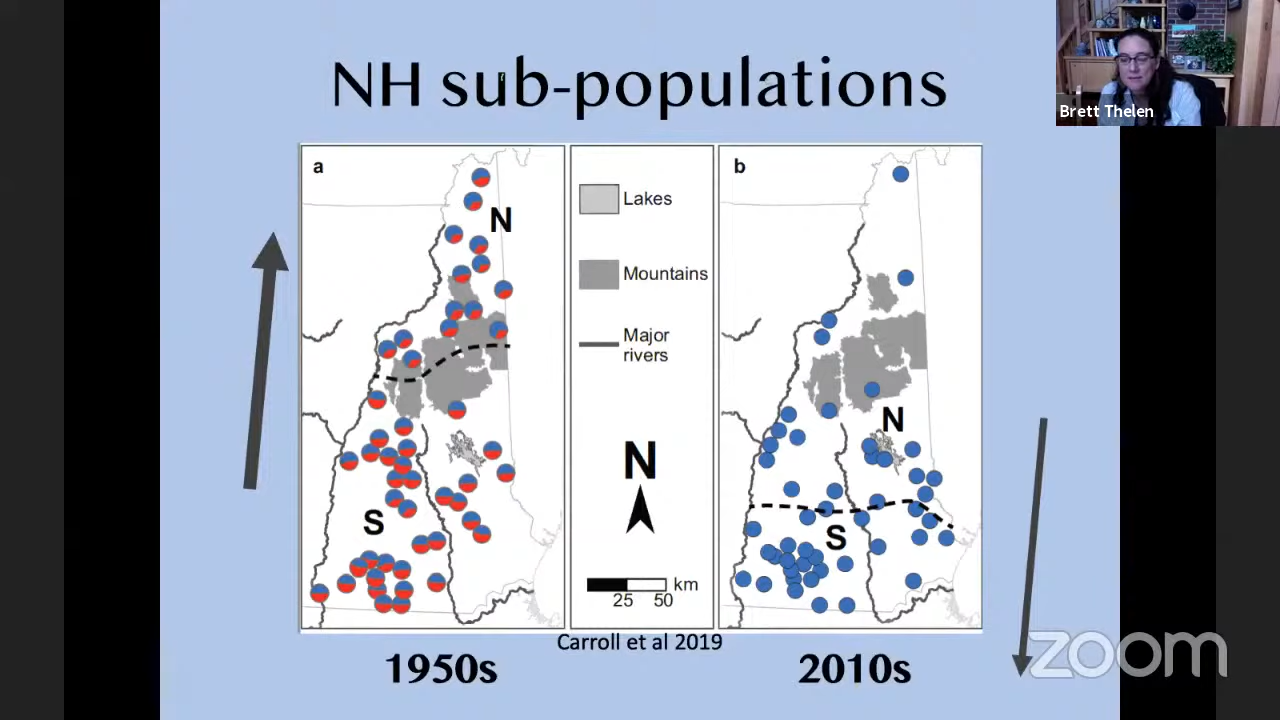 NH sub-populations
Brett Thelen
a
N
S
Lakes
Mountains
Major
rivers
N
km
25 50
b
N
S
Carroll et al 2019
1950s
2010s
zoom